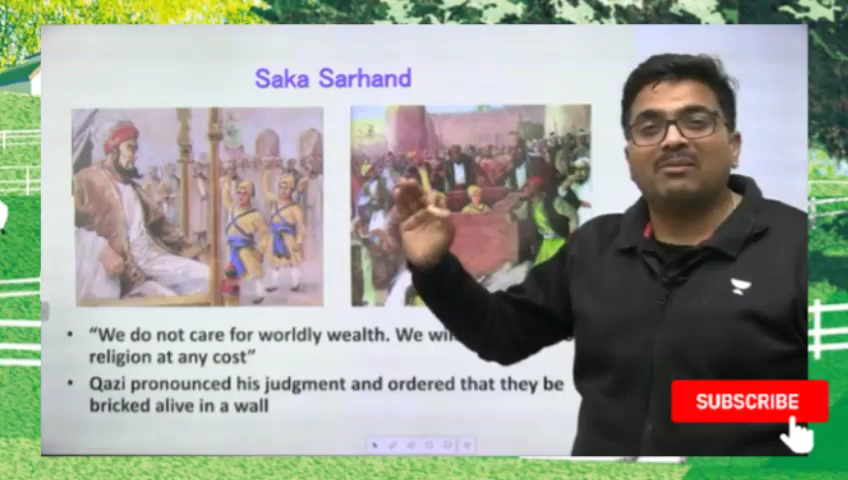 Saka Sarhand
• “We do not care for worldly wealth. We
religion at any cost”
• Qazi pronounced his judgment and ordered that they be
bricked alive in a wall
SUBSCRIBE